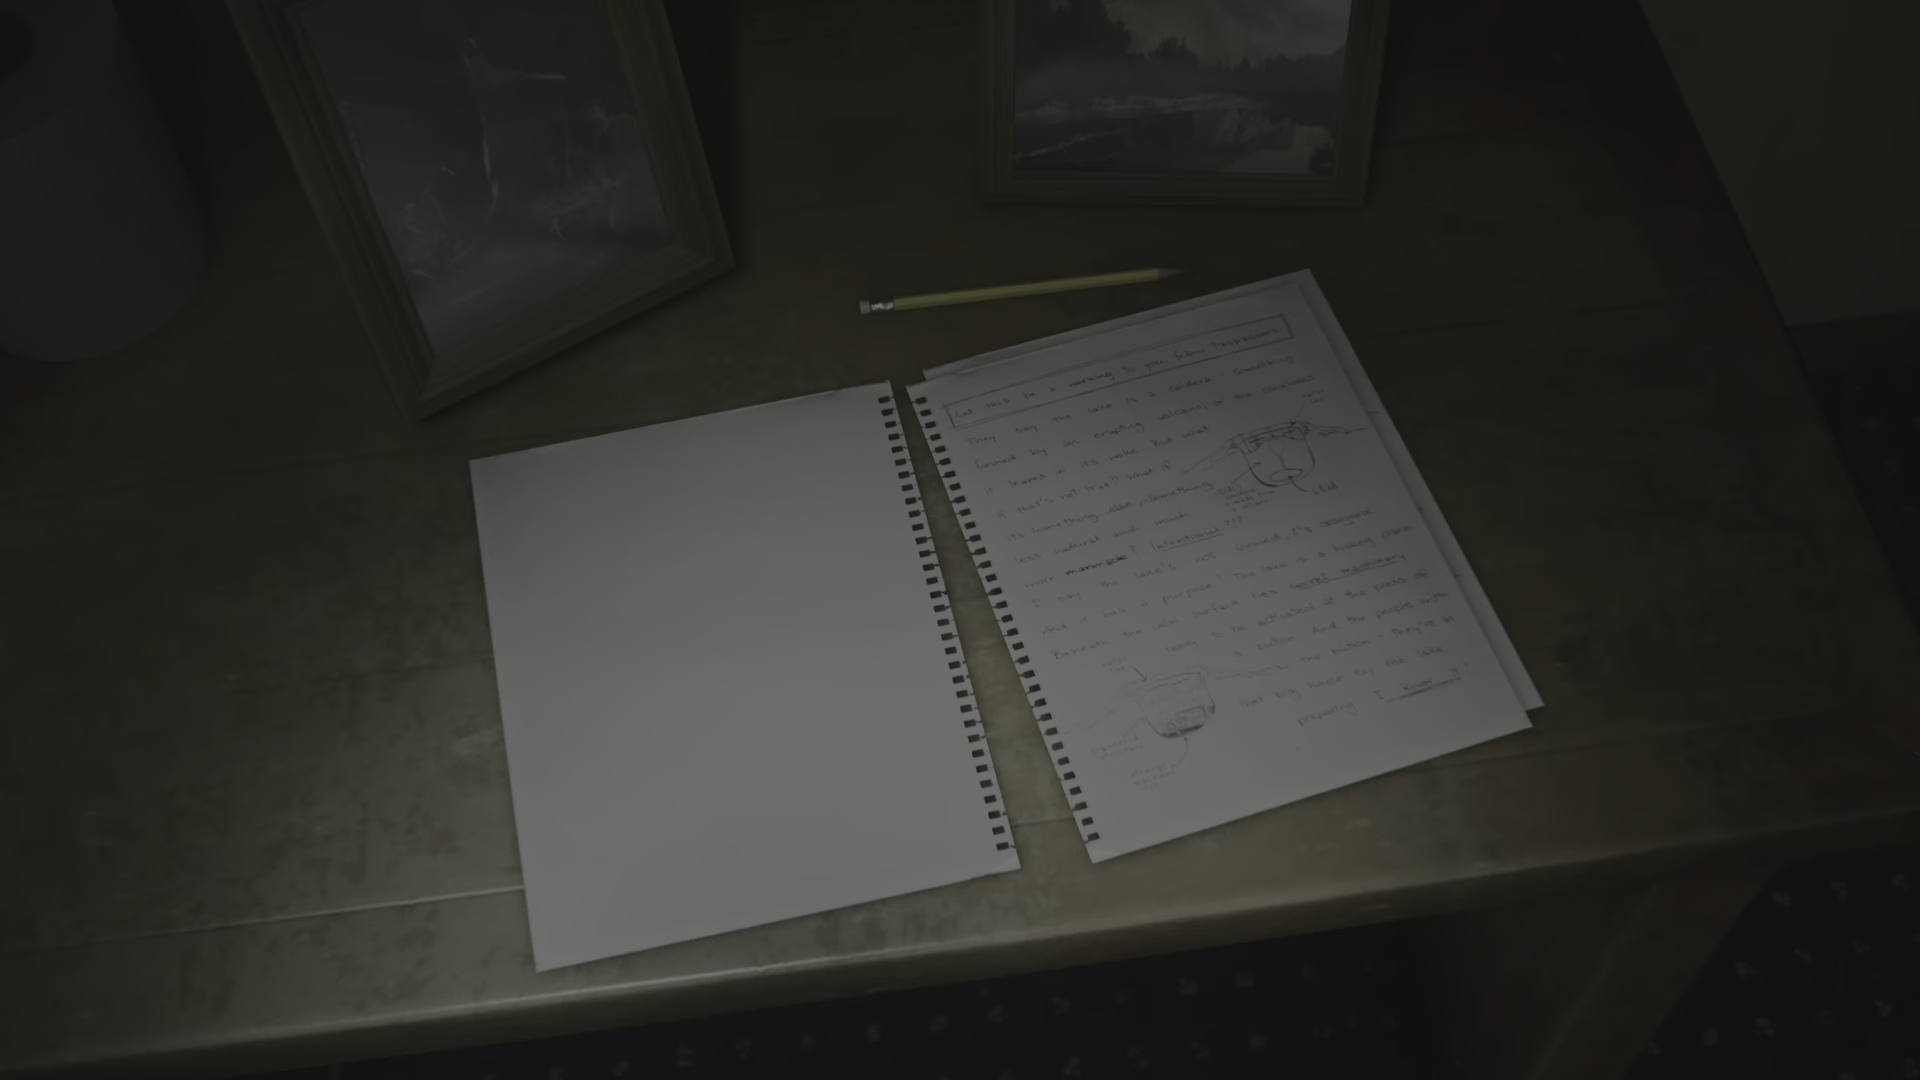 Let this be a warning to you future trespassers
They say the lake is a caldera - something
formed by an erupting volcano, or the shadows
it leaves in its wake. But what
if that's not true?! What if
it's something else, something
less natural and much
more manmade? Intentional???
I say the lake's not formed, it's designed
and it has a purpose! The lake is a hiding place
Beneath the calm surface lies secret machinery
ready to be activated at the press of
a button. And the people with
the button - they're in
that big house by the lake,
preparing. I know it!